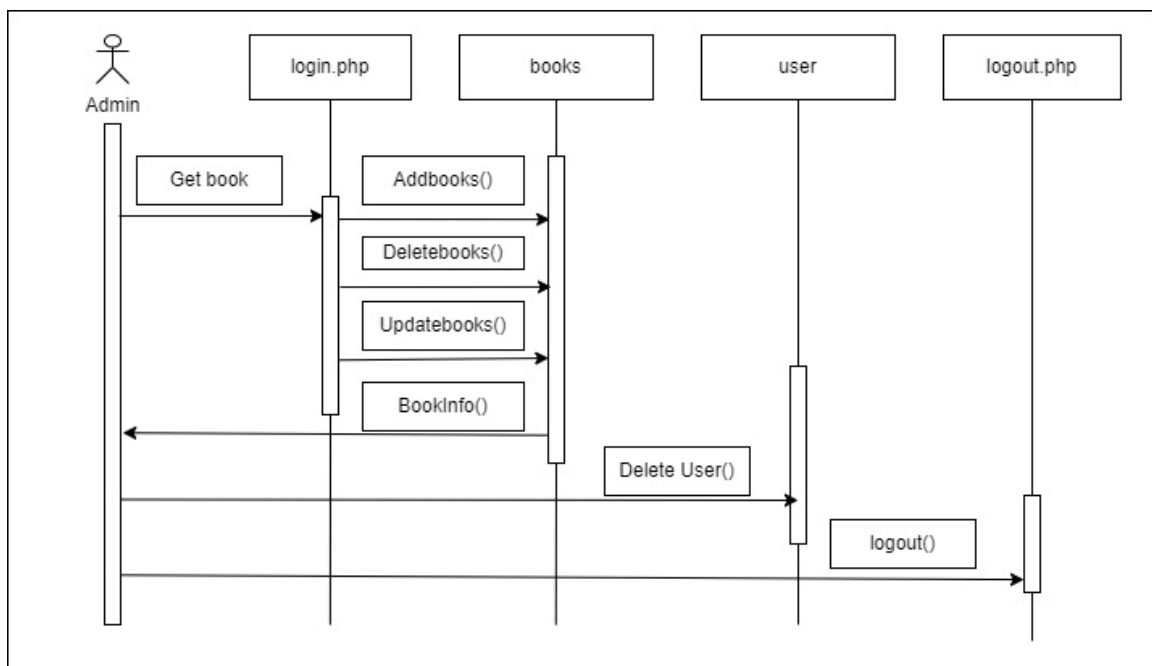 login.php
books
user
logout.php
Admin
Get book
Addbooks()
Deletebooks()
Updatebooks()
BookInfo()
Delete User()
logout()